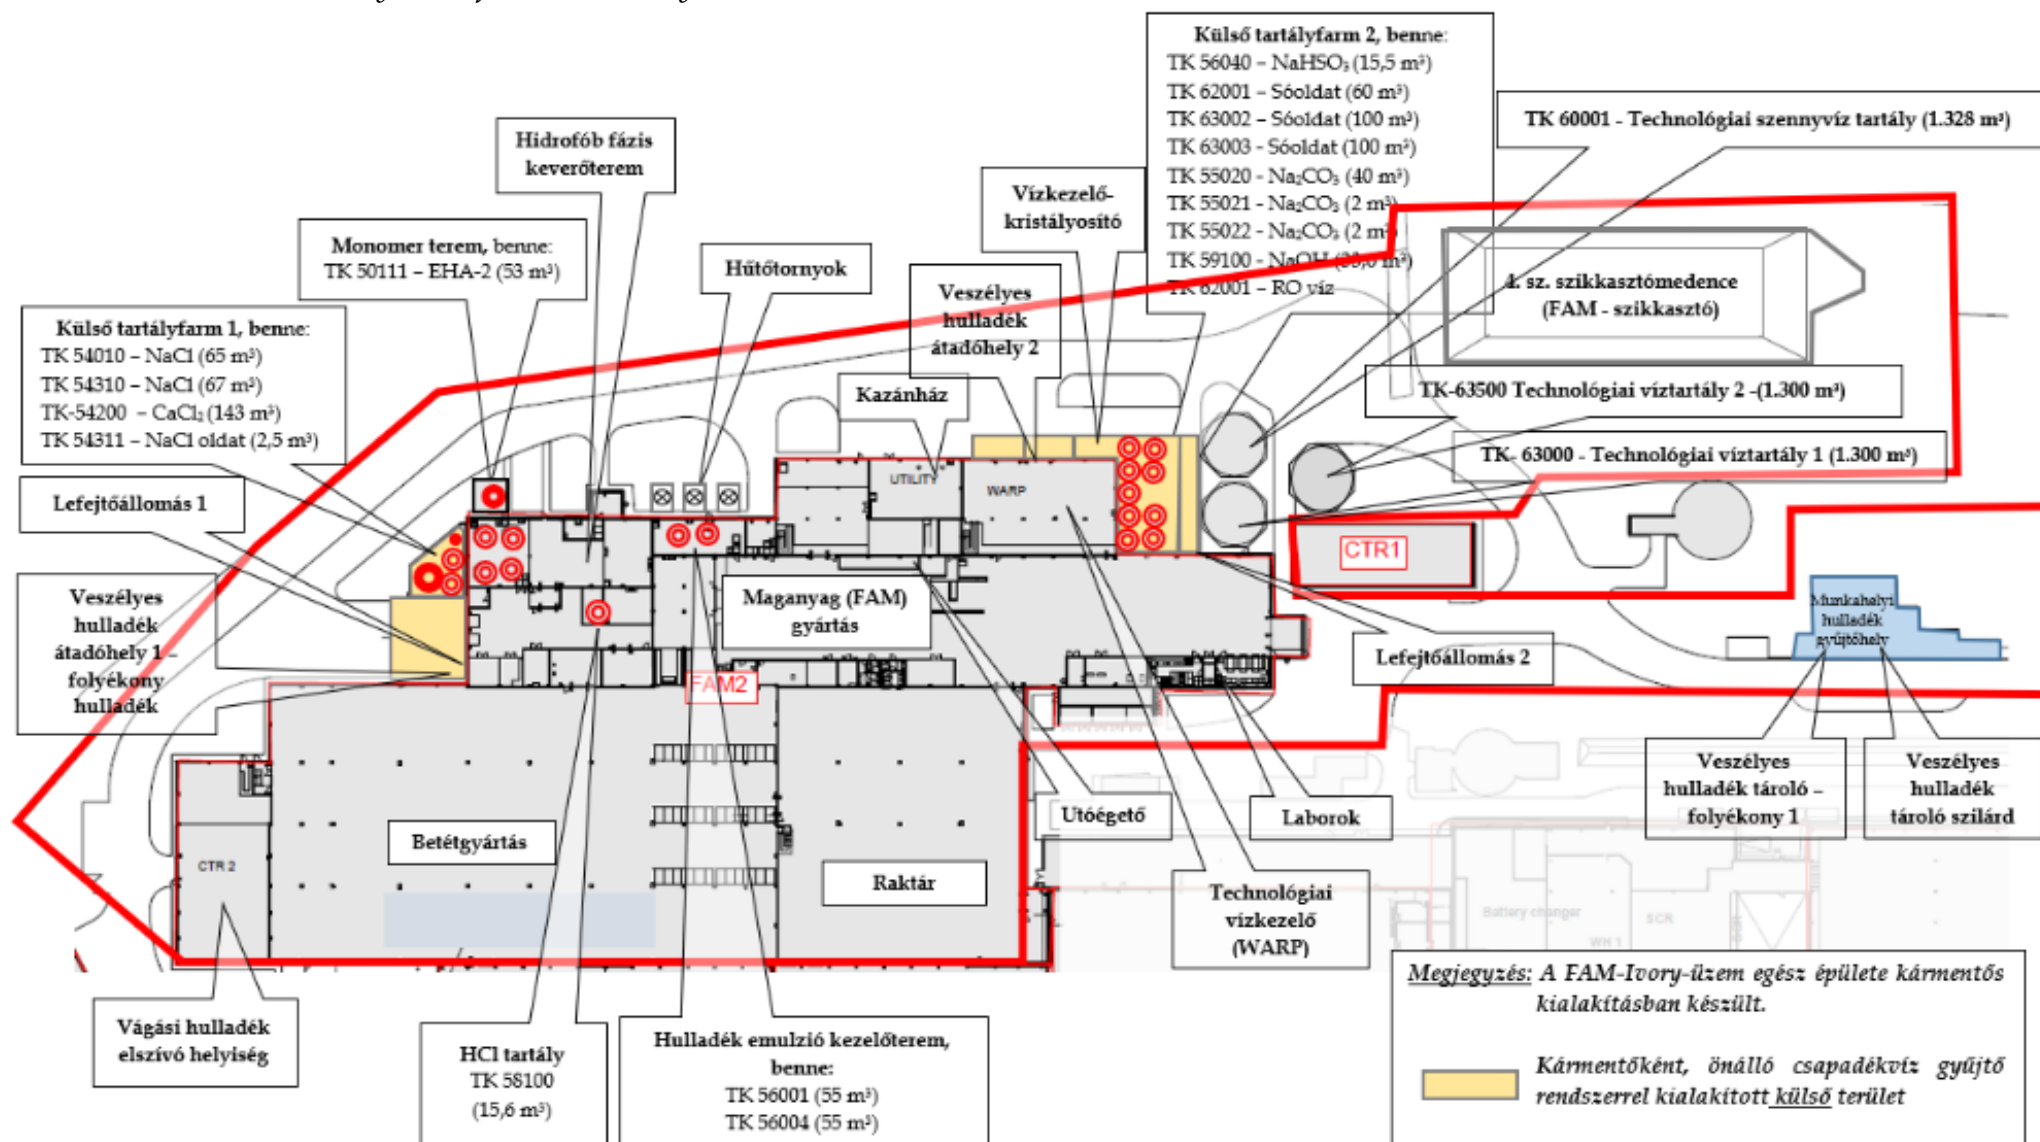 Külső tartályfarm 2, benne:
TK 56040 – NaHSO₃ (15,5 m³)
TK 62001 – Sóoldat (60 m³)
TK 63002 – Sóoldat (100 m³)
TK 63003 - Sóoldat (100 m³)
TK 55020 - Na₂CO₃ (40 m³)
TK 55021 - Na₂CO₃ (2 m³)
TK 55022 - Na₂CO₃ (2 m³)
TK 59100 - NaOH
TK 62001 – RO víz
TK 60001 - Technológiai szennyvíz tartály (1.328 m³)
Hidrofób fázis
keverőterem
Vízkezelő-
kristályosító
Monomer terem, benne:
TK 50111 – EHA-2 (53 m³)
Hűtőtornyok
Veszélyes
hulladék
átadóhely 2
1. sz. szikkasztómedence
(FAM - szikkasztó)
Külső tartályfarm 1, benne:
TK 54010 – NaCl (65 m³)
TK 54310 – NaCl (67 m³)
TK-54200 – CaCl₂ (143 m³)
TK 54311 – NaCl oldat (2,5 m³)
Kazánház
TK-63500 Technológiai víztartály 2 -(1.300 m³)
TK- 63000 - Technológiai víztartály 1 (1.300 m³)
UTILITY
WARP
Lefejtőállomás 1
CTR1
Veszélyes
hulladék
átadóhely 1 –
folyékony
hulladék
Maganyag (FAM)
gyártás
Munkahelyi
hulladék
gyűjtőhely
Lefejtőállomás 2
FAM2
Veszélyes
hulladék tároló –
folyékony 1
Veszélyes
hulladék
tároló szilárd
Utóégető
Laborok
Betétgyártás
CTR 2
Raktár
Technológiai
vízkezelő
(WARP)
Battery changer
SCR
WH 1
Megjegyzés: A FAM-Ivory-üzem egész épülete kármentős
kialakításban készült.
Kármentőként, önálló csapadékvíz gyűjtő
rendszerrel kialakított külső terület
Vágási hulladék
elszívó helyiség
HCl tartály
TK 58100
(15,6 m³)
Hulladék emulzió kezelőterem,
benne:
TK 56001 (55 m³)
TK 56004 (55 m³)